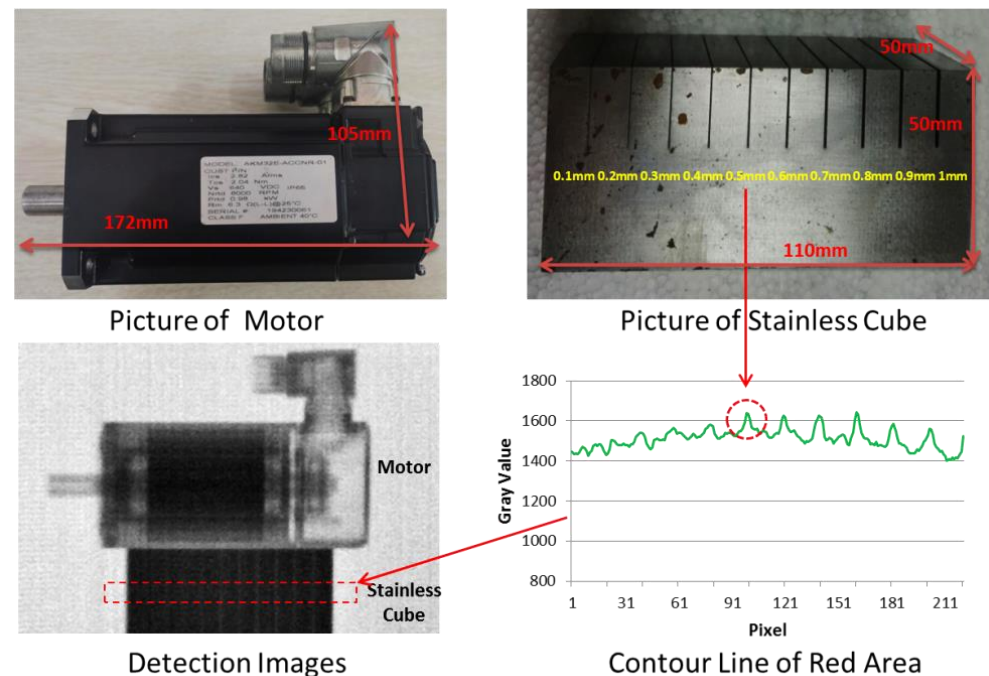 105mm
172mm
MODEL AKM32E-ACCNR-01
Picture of Motor
50mm
50mm
0.1mm 0.2mm 0.3mm 0.4mm 0.5mm 0.6mm 0.7mm 0.8mm 0.9mm 1mm
110mm
Picture of Stainless Cube
Motor
Stainless
Cube
Detection Images
1800
1600
1400
1200
1000
800
Gray Value
1 31 61 91 121 151 181 211
Pixel
Contour Line of Red Area